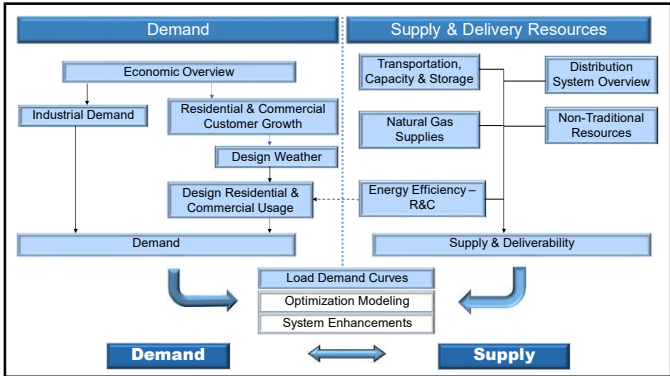 Demand
Supply & Delivery Resources
Economic Overview
Industrial Demand
Residential & Commercial
Customer Growth
Design Weather
Design Residential &
Commercial Usage
Demand
Transportation,
Capacity & Storage
Distribution
System Overview
Natural Gas
Supplies
Non-Traditional
Resources
Energy Efficiency –
R&C
Supply & Deliverability
Load Demand Curves
Optimization Modeling
System Enhancements
Demand
Supply